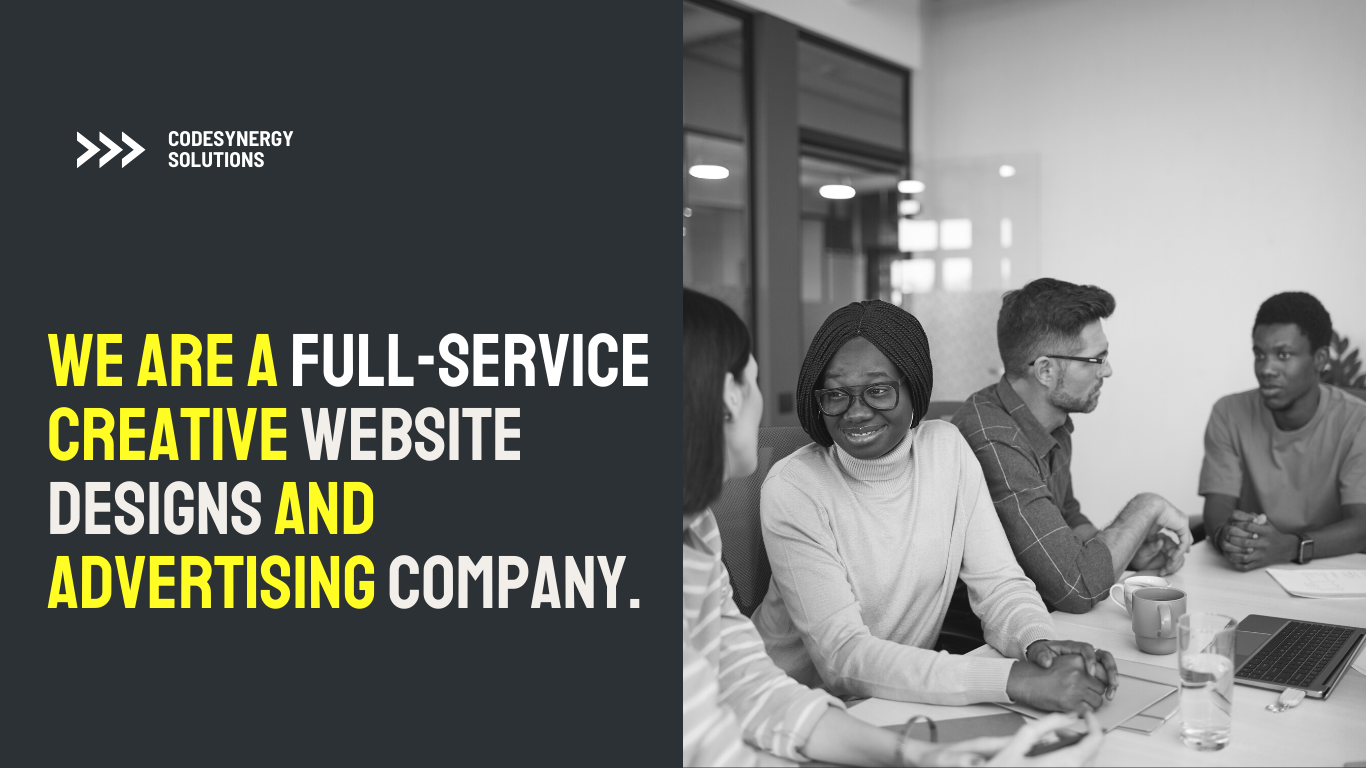 CODESYNERGY
SOLUTIONS
WE ARE A FULL-SERVICE
CREATIVE WEBSITE
DESIGNS AND
ADVERTISING COMPANY.